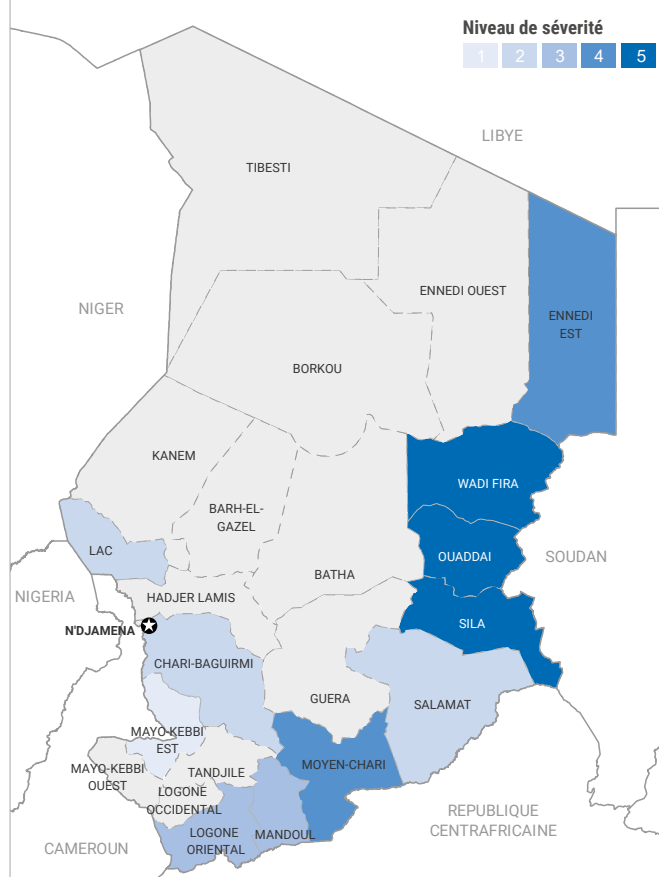 Niveau de séverité
1 2 3 4 5
LIBYE
TIBESTI
ENNEDI OUEST
NIGER
ENNEDI
EST
BORKOU
KANEM
WADI FIRA
BARH-EL-
GAZEL
LAC
OUADDAI
SOUDAN
BATHA
NIGERIA
HADJER LAMIS
N'DJAMENA
SILA
CHARI-BAGUIRMI
GUERA
SALAMAT
MAYO-KEBBI
EST
MOYEN-CHARI
MAYO-KEBBI
OUEST
TANDJILE
LOGONE
OCCIDENTAL
REPUBLIQUE
CENTRAFRICAINE
LOGONE
ORIENTAL
MANDOUL
CAMEROUN